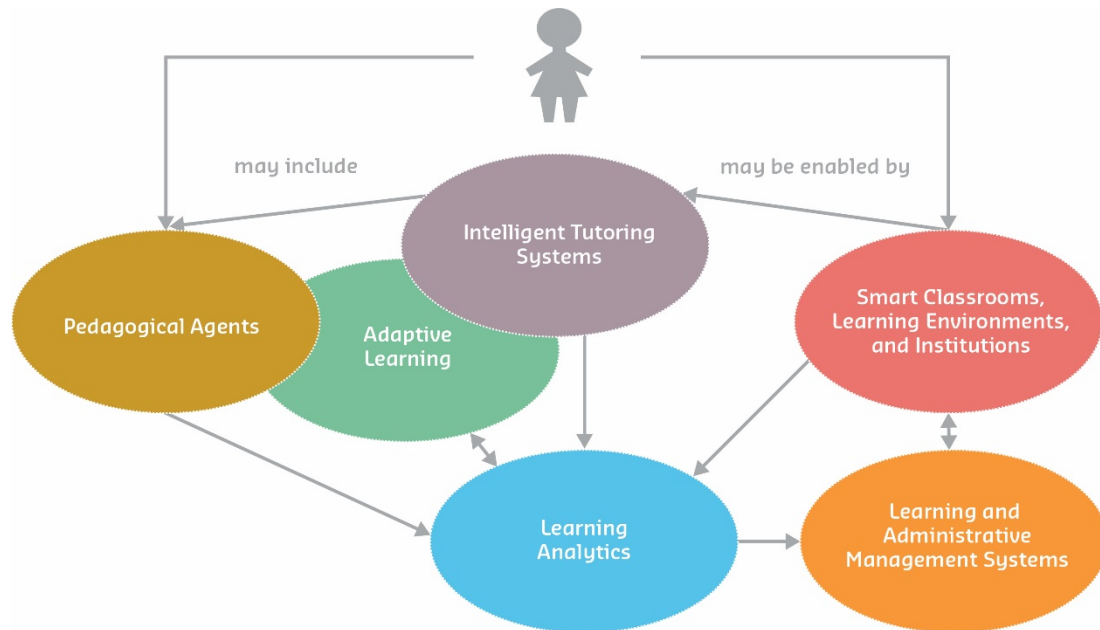 may include
may be enabled by
Intelligent Tutoring
Systems
Pedagogical Agents
Adaptive
Learning
Smart Classrooms,
Learning Environments,
and Institutions
Learning
Analytics
Learning and
Administrative
Management Systems